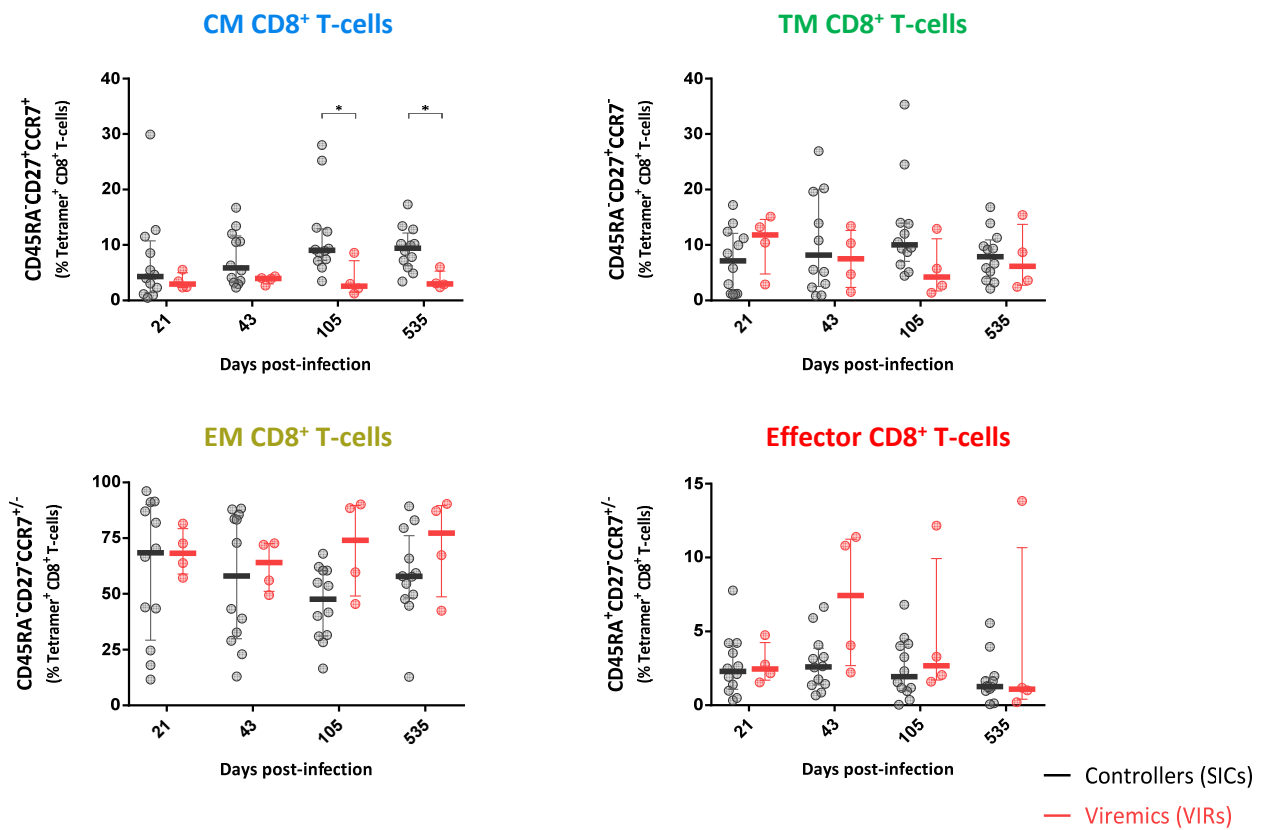 CM CD8⁺ T-cells
CD45RA⁻CD27⁺CCR7⁺
(% Tetramer⁺ CD8⁺ T-cells)
40
30
20
10
0
*
*
21
43
105
535
Days post-infection
TM CD8⁺ T-cells
CD45RA⁻CD27⁺CCR7⁻
(% Tetramer⁺ CD8⁺ T-cells)
40
30
20
10
0
21
43
105
535
Days post-infection
EM CD8⁺ T-cells
CD45RA⁻CD27⁻CCR7⁺/⁻
(% Tetramer⁺ CD8⁺ T-cells)
100
75
50
25
0
21
43
105
535
Days post-infection
Effector CD8⁺ T-cells
CD45RA⁺CD27⁻CCR7⁺/⁻
(% Tetramer⁺ CD8⁺ T-cells)
15
10
5
0
21
43
105
535
Days post-infection
Controllers (SICs)
Viremics (VIRs)